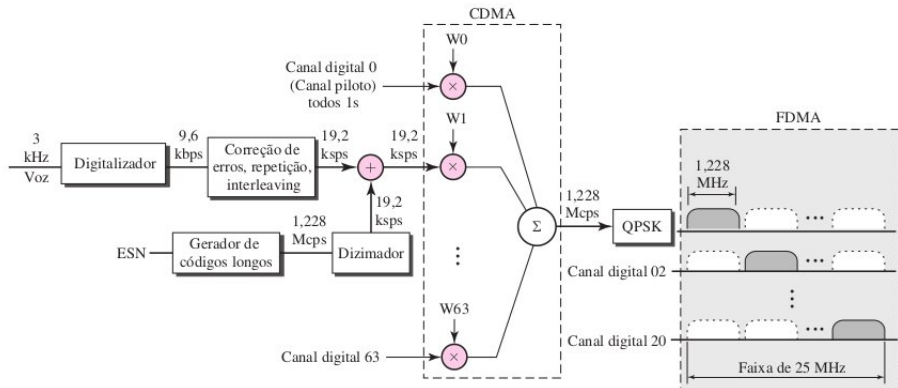 CDMA
W0
Canal digital 0
(Canal piloto)
todos 1s
×
W1
FDMA
3
kHz
Voz
Digitalizador
9,6
kbps
Correção de
erros, repetição,
interleaving
19,2
ksps
+
19,2
ksps
×
1,228
MHz
19,2
ksps
1,228
Mcps
Σ
QPSK
ESN
Gerador de
códigos longos
1,228
Mcps
Dizimador
Canal digital 02
W63
Canal digital 63
×
Canal digital 20
Faixa de 25 MHz